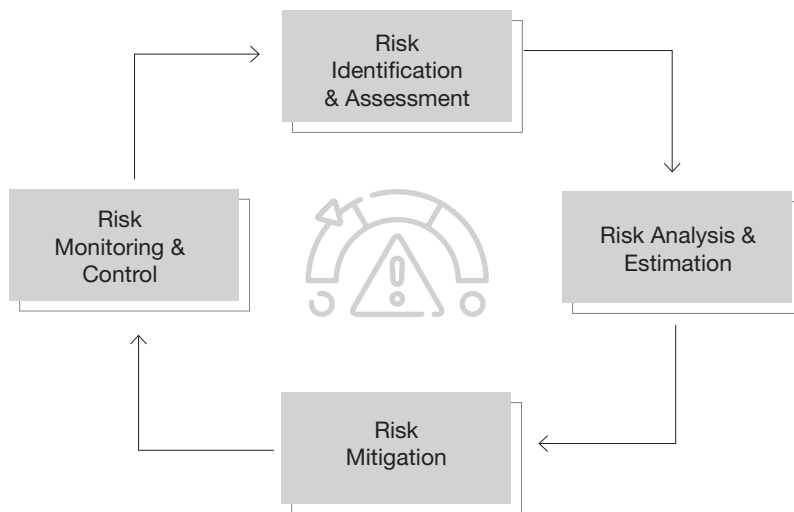 Risk
Identification
& Assessment
Risk Analysis &
Estimation
Risk
Mitigation
Risk
Monitoring &
Control